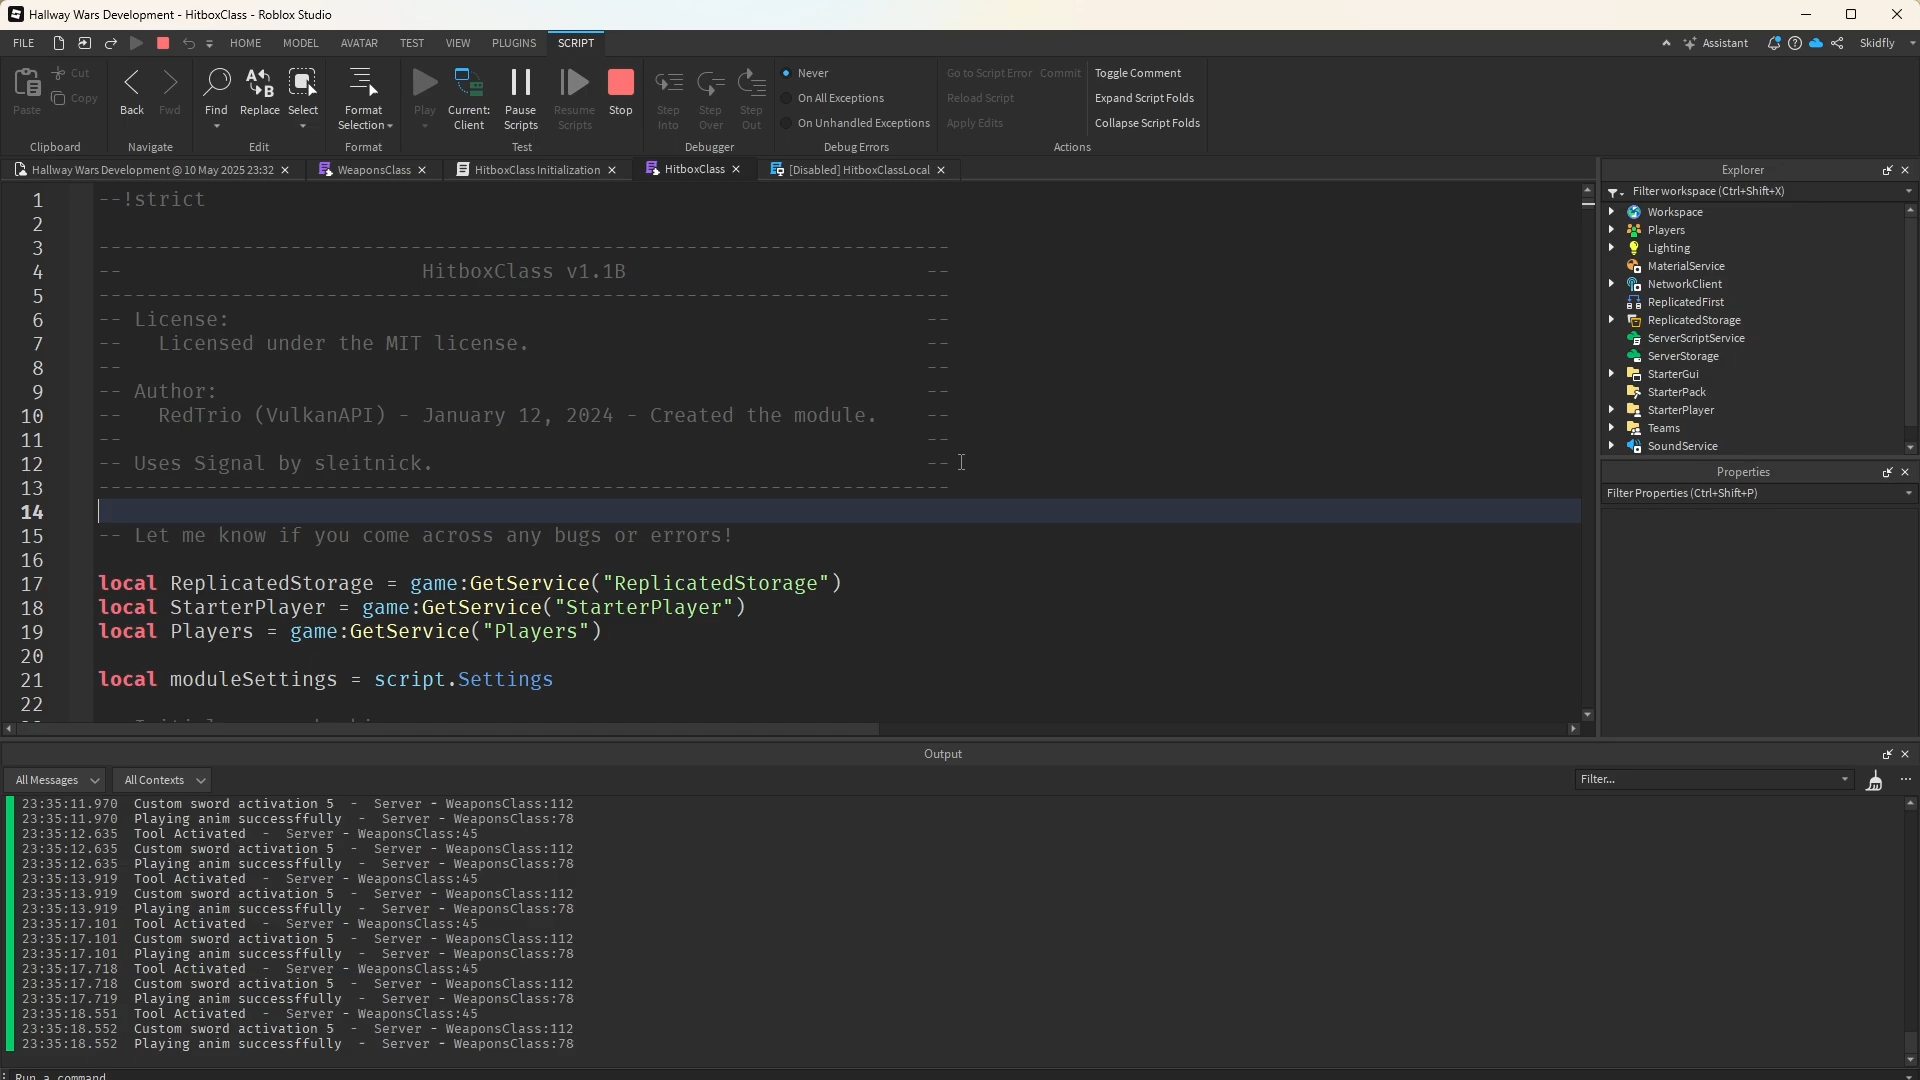 Hallway Wars Development - HitboxClass - Roblox Studio
FILE HOME MODEL AVATAR TEST VIEW PLUGINS SCRIPT Assistant Skidfly
Paste
Cut
Copy
Clipboard
Back
Fwd
Navigate
Find
Replace
Select
Edit
Format
Selection
Format
Play
Current:
Client
Pause
Scripts
Resume
Scripts
Stop
Test
Step
Into
Step
Over
Step
Out
Debugger
Never
On All Exceptions
On Unhandled Exceptions
Debug Errors
Go to Script Error Commit
Reload Script
Apply Edits
Toggle Comment
Expand Script Folds
Collapse Script Folds
Actions
Hallway Wars Development @ 10 May 2025 23:32 WeaponsClass HitboxClass Initialization HitboxClass [Disabled] HitboxClassLocal
1 --!strict
2
3 -----------------------------------------------------------------------
4 -- HitboxClass v1.1B --
5 -----------------------------------------------------------------------
6 -- License: --
7 -- Licensed under the MIT license. --
8 -- --
9 -- Author: --
10 -- RedTrio (VulkanAPI) - January 12, 2024 - Created the module. --
11 -- --
12 -- Uses Signal by sleitnick. --
13 -----------------------------------------------------------------------
14
15 -- Let me know if you come across any bugs or errors!
16
17 local ReplicatedStorage = game:GetService("ReplicatedStorage")
18 local StarterPlayer = game:GetService("StarterPlayer")
19 local Players = game:GetService("Players")
20
21 local moduleSettings = script.Settings
22
Explorer
Filter workspace (Ctrl+Shift+X)
Workspace
Players
Lighting
MaterialService
NetworkClient
ReplicatedFirst
ReplicatedStorage
ServerScriptService
ServerStorage
StarterGui
StarterPack
StarterPlayer
Teams
SoundService
Properties
Filter Properties (Ctrl+Shift+P)
Output
All Messages All Contexts Filter...
23:35:11.970 Custom sword activation 5 - Server - WeaponsClass:112
23:35:11.970 Playing anim successffully - Server - WeaponsClass:78
23:35:12.635 Tool Activated - Server - WeaponsClass:45
23:35:12.635 Custom sword activation 5 - Server - WeaponsClass:112
23:35:12.635 Playing anim successffully - Server - WeaponsClass:78
23:35:13.919 Tool Activated - Server - WeaponsClass:45
23:35:13.919 Custom sword activation 5 - Server - WeaponsClass:112
23:35:13.919 Playing anim successffully - Server - WeaponsClass:78
23:35:17.101 Tool Activated - Server - WeaponsClass:45
23:35:17.101 Custom sword activation 5 - Server - WeaponsClass:112
23:35:17.101 Playing anim successffully - Server - WeaponsClass:78
23:35:17.718 Tool Activated - Server - WeaponsClass:45
23:35:17.718 Custom sword activation 5 - Server - WeaponsClass:112
23:35:17.719 Playing anim successffully - Server - WeaponsClass:78
23:35:18.551 Tool Activated - Server - WeaponsClass:45
23:35:18.552 Custom sword activation 5 - Server - WeaponsClass:112
23:35:18.552 Playing anim successffully - Server - WeaponsClass:78
Run a command